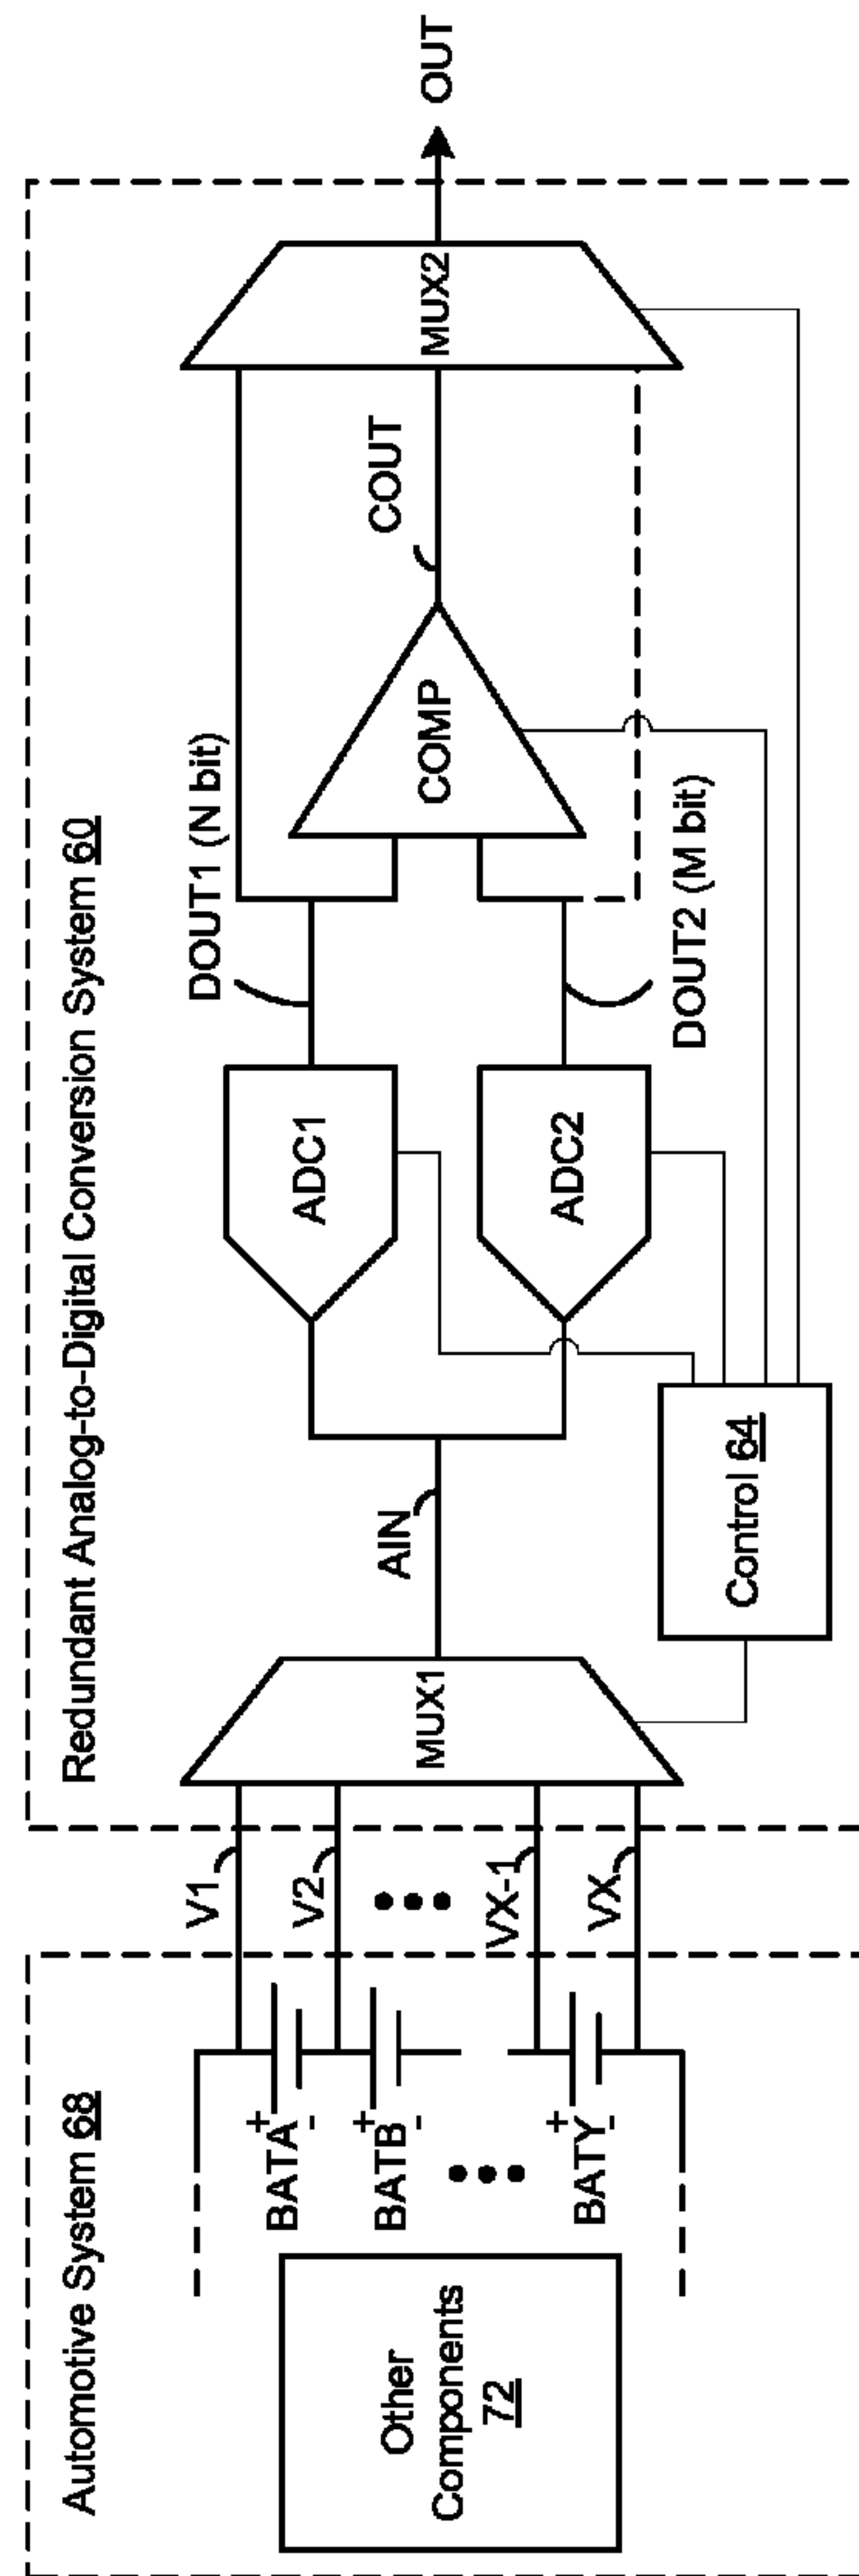 Automotive System 68
Other
Components
72
+
BATA
-
+
BATB
-
+
BATY
-
V1
V2
VX-1
VX
Redundant Analog-to-Digital Conversion System 60
MUX1
AIN
Control 64
ADC1
ADC2
DOUT1 (N bit)
DOUT2 (M bit)
COMP
COUT
MUX2
OUT